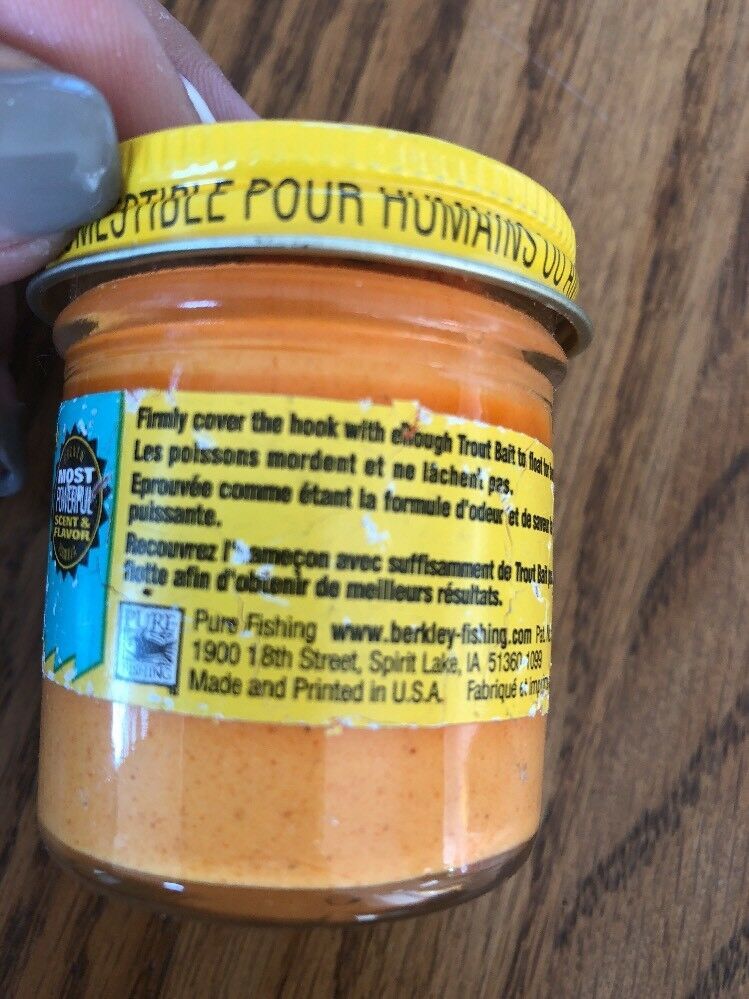 POUR HUMAINS
MOST
POWERFUL
SCENT &
FLAVOR
Firmly cover the hook with enough Trout Bait to float
Les poissons mordent et ne lâchent pas.
Eprouvée comme étant la formule d'odeur et de saveur
puissante.
Recouvrez l'hameçon avec suffisamment de Trout Bait
flotte afin d'obtenir de meilleurs résultats.
PURE
FISHING
Pure Fishing www.berkley-fishing.com Pat.
1900 18th Street, Spirit Lake, IA 51360-1099
Made and Printed in U.S.A. Fabriqué et